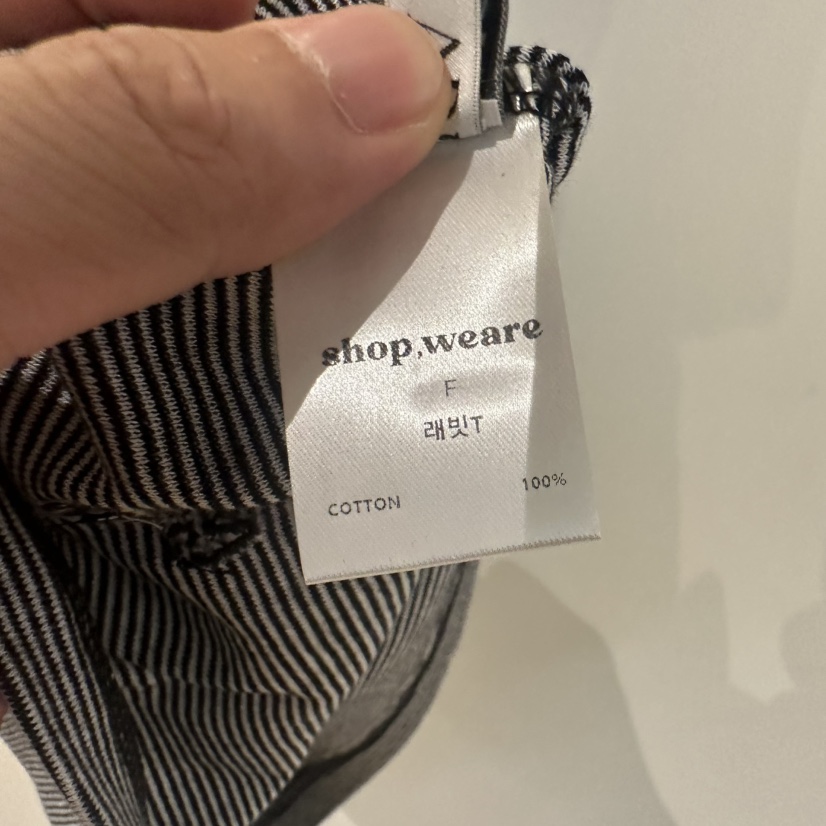 shop,weare
F
래빗T
COTTON 100%